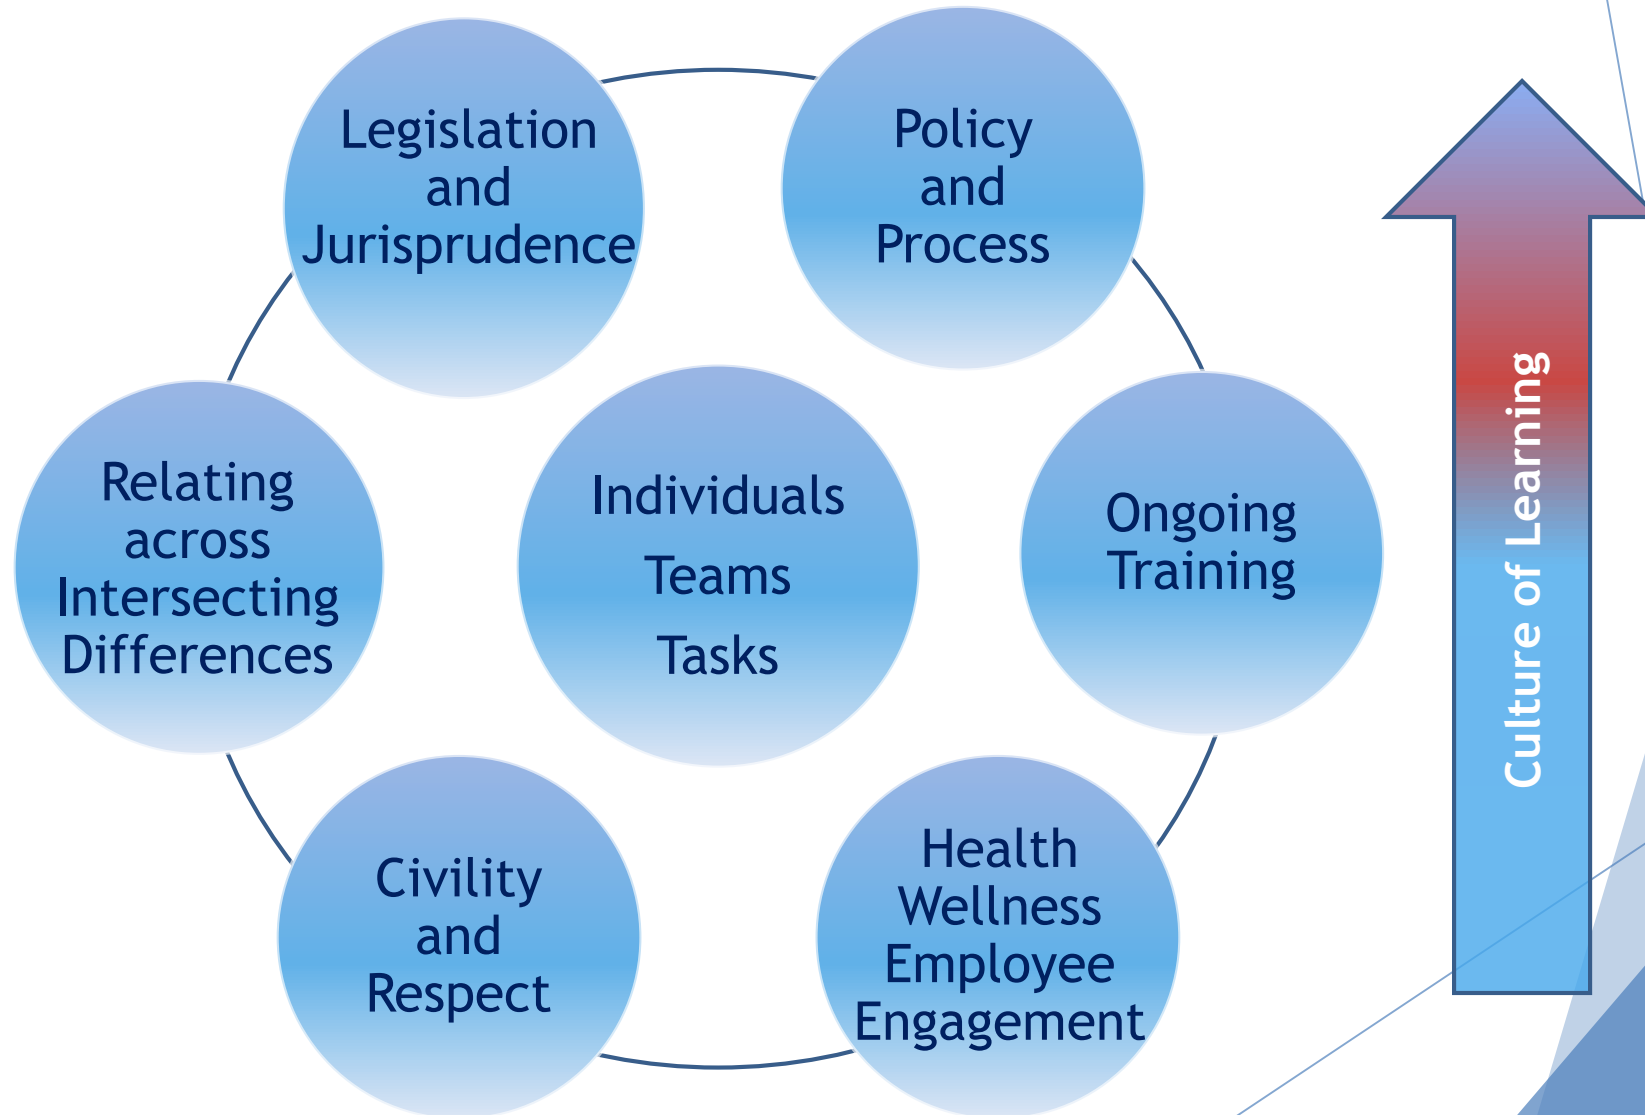 Legislation
and
Jurisprudence
Policy
and
Process
Relating
across
Intersecting
Differences
Individuals
Teams
Tasks
Ongoing
Training
Civility
and
Respect
Health
Wellness
Employee
Engagement
Culture of Learning